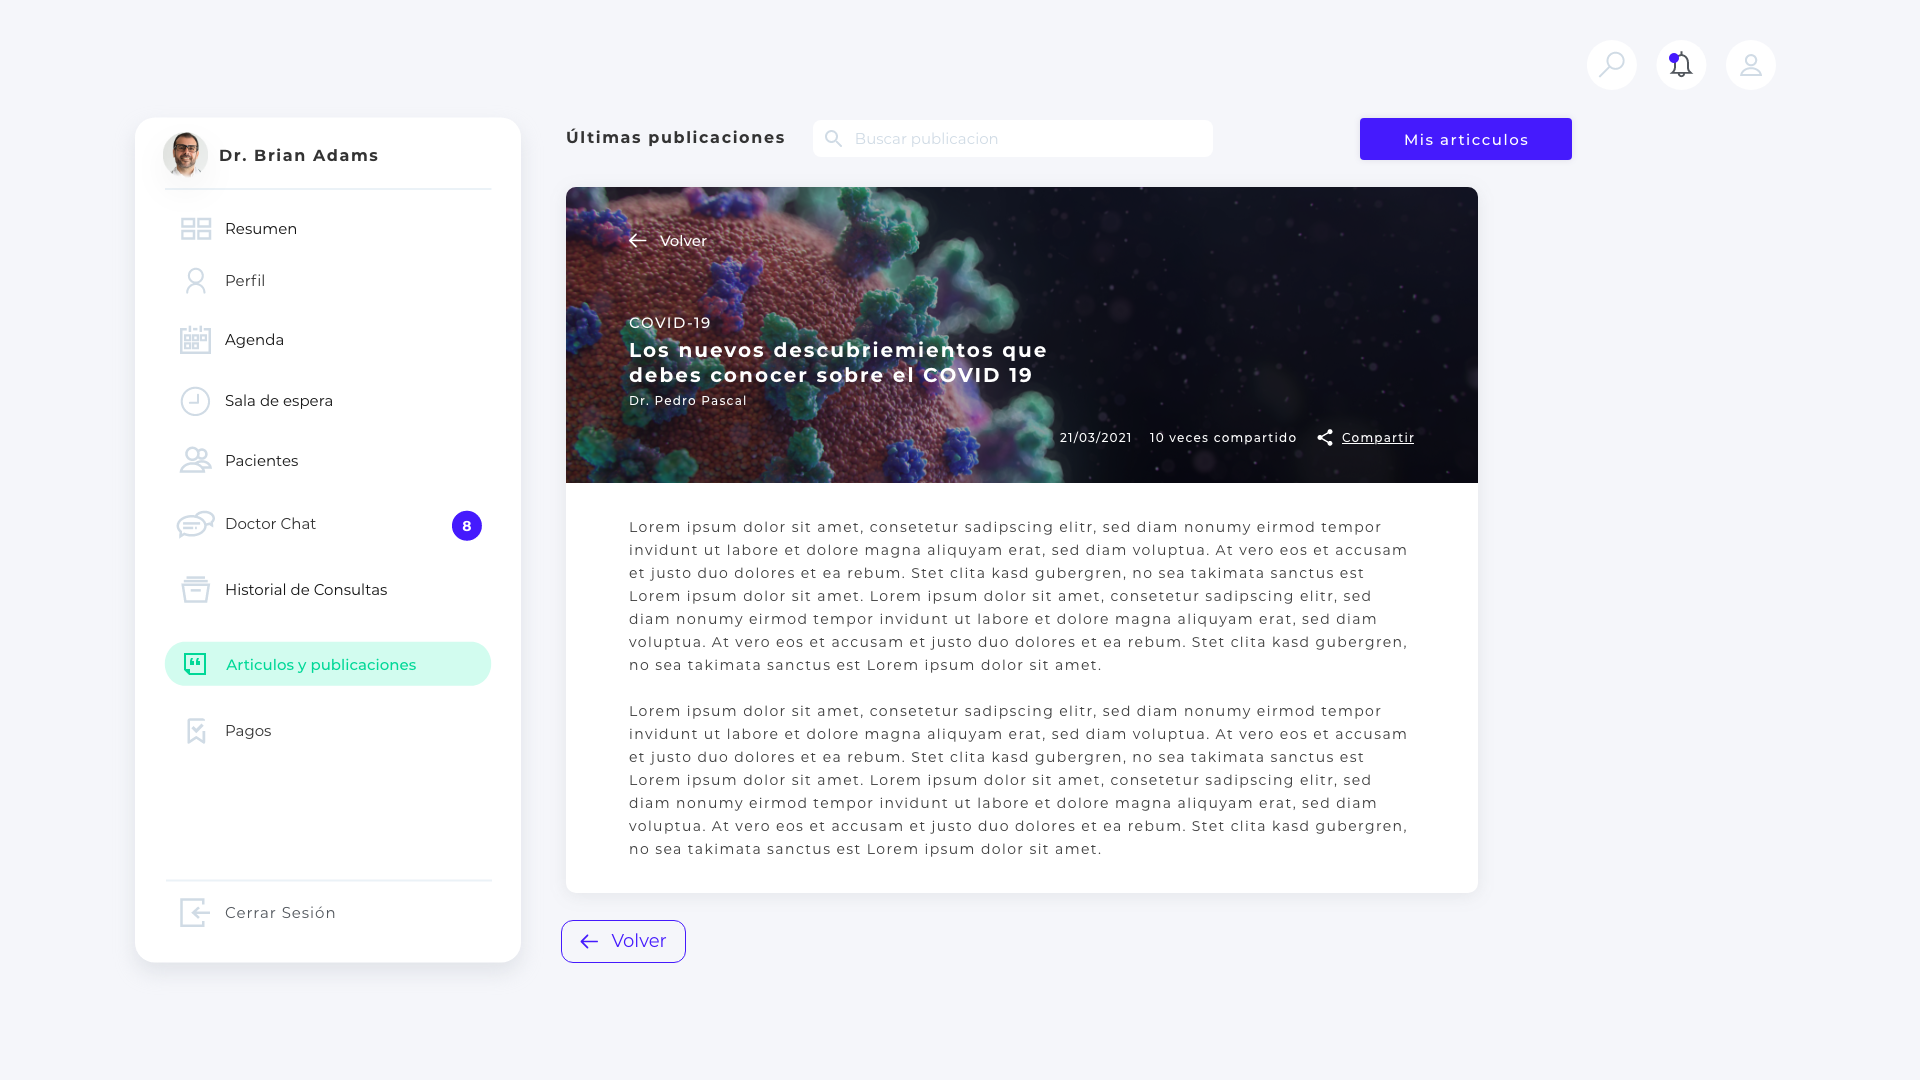 Dr. Brian Adams
Resumen
Perfil
Agenda
Sala de espera
Pacientes
Doctor Chat
8
Historial de Consultas
Articulos y publicaciones
Pagos
Cerrar Sesión
Últimas publicaciones
Buscar publicacion
Mis articculos
Volver
COVID-19
Los nuevos descubriemientos que
debes conocer sobre el COVID 19
Dr. Pedro Pascal
21/03/2021 10 veces compartido Compartir
Lorem ipsum dolor sit amet, consetetur sadipscing elitr, sed diam nonumy eirmod tempor
invidunt ut labore et dolore magna aliquyam erat, sed diam voluptua. At vero eos et accusam
et justo duo dolores et ea rebum. Stet clita kasd gubergren, no sea takimata sanctus est
Lorem ipsum dolor sit amet. Lorem ipsum dolor sit amet, consetetur sadipscing elitr, sed
diam nonumy eirmod tempor invidunt ut labore et dolore magna aliquyam erat, sed diam
voluptua. At vero eos et accusam et justo duo dolores et ea rebum. Stet clita kasd gubergren,
no sea takimata sanctus est Lorem ipsum dolor sit amet.
Lorem ipsum dolor sit amet, consetetur sadipscing elitr, sed diam nonumy eirmod tempor
invidunt ut labore et dolore magna aliquyam erat, sed diam voluptua. At vero eos et accusam
et justo duo dolores et ea rebum. Stet clita kasd gubergren, no sea takimata sanctus est
Lorem ipsum dolor sit amet. Lorem ipsum dolor sit amet, consetetur sadipscing elitr, sed
diam nonumy eirmod tempor invidunt ut labore et dolore magna aliquyam erat, sed diam
voluptua. At vero eos et accusam et justo duo dolores et ea rebum. Stet clita kasd gubergren,
no sea takimata sanctus est Lorem ipsum dolor sit amet.
Volver